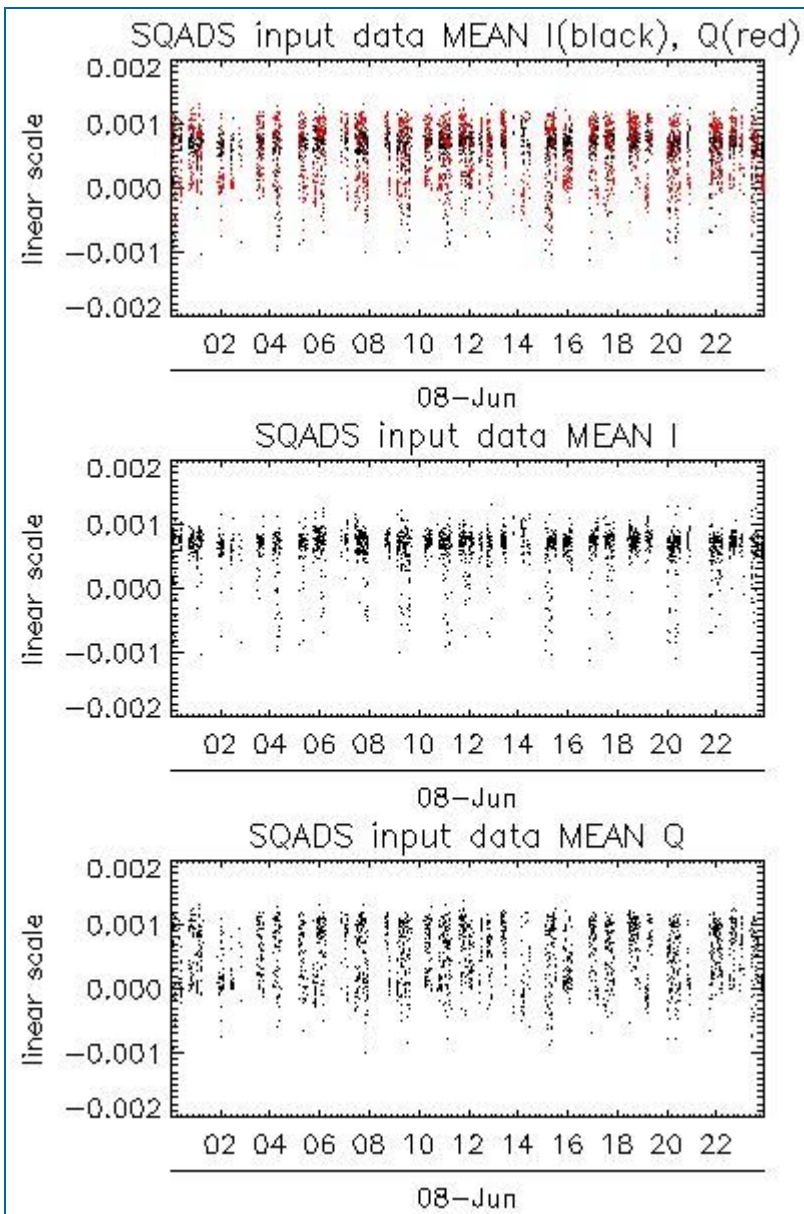 SQADS input data MEAN I(black), Q(red)
0.002
0.001
0.000
-0.001
-0.002
linear scale
02 04 06 08 10 12 14 16 18 20 22
08-Jun
SQADS input data MEAN I
0.002
0.001
0.000
-0.001
-0.002
linear scale
02 04 06 08 10 12 14 16 18 20 22
08-Jun
SQADS input data MEAN Q
0.002
0.001
0.000
-0.001
-0.002
linear scale
02 04 06 08 10 12 14 16 18 20 22
08-Jun